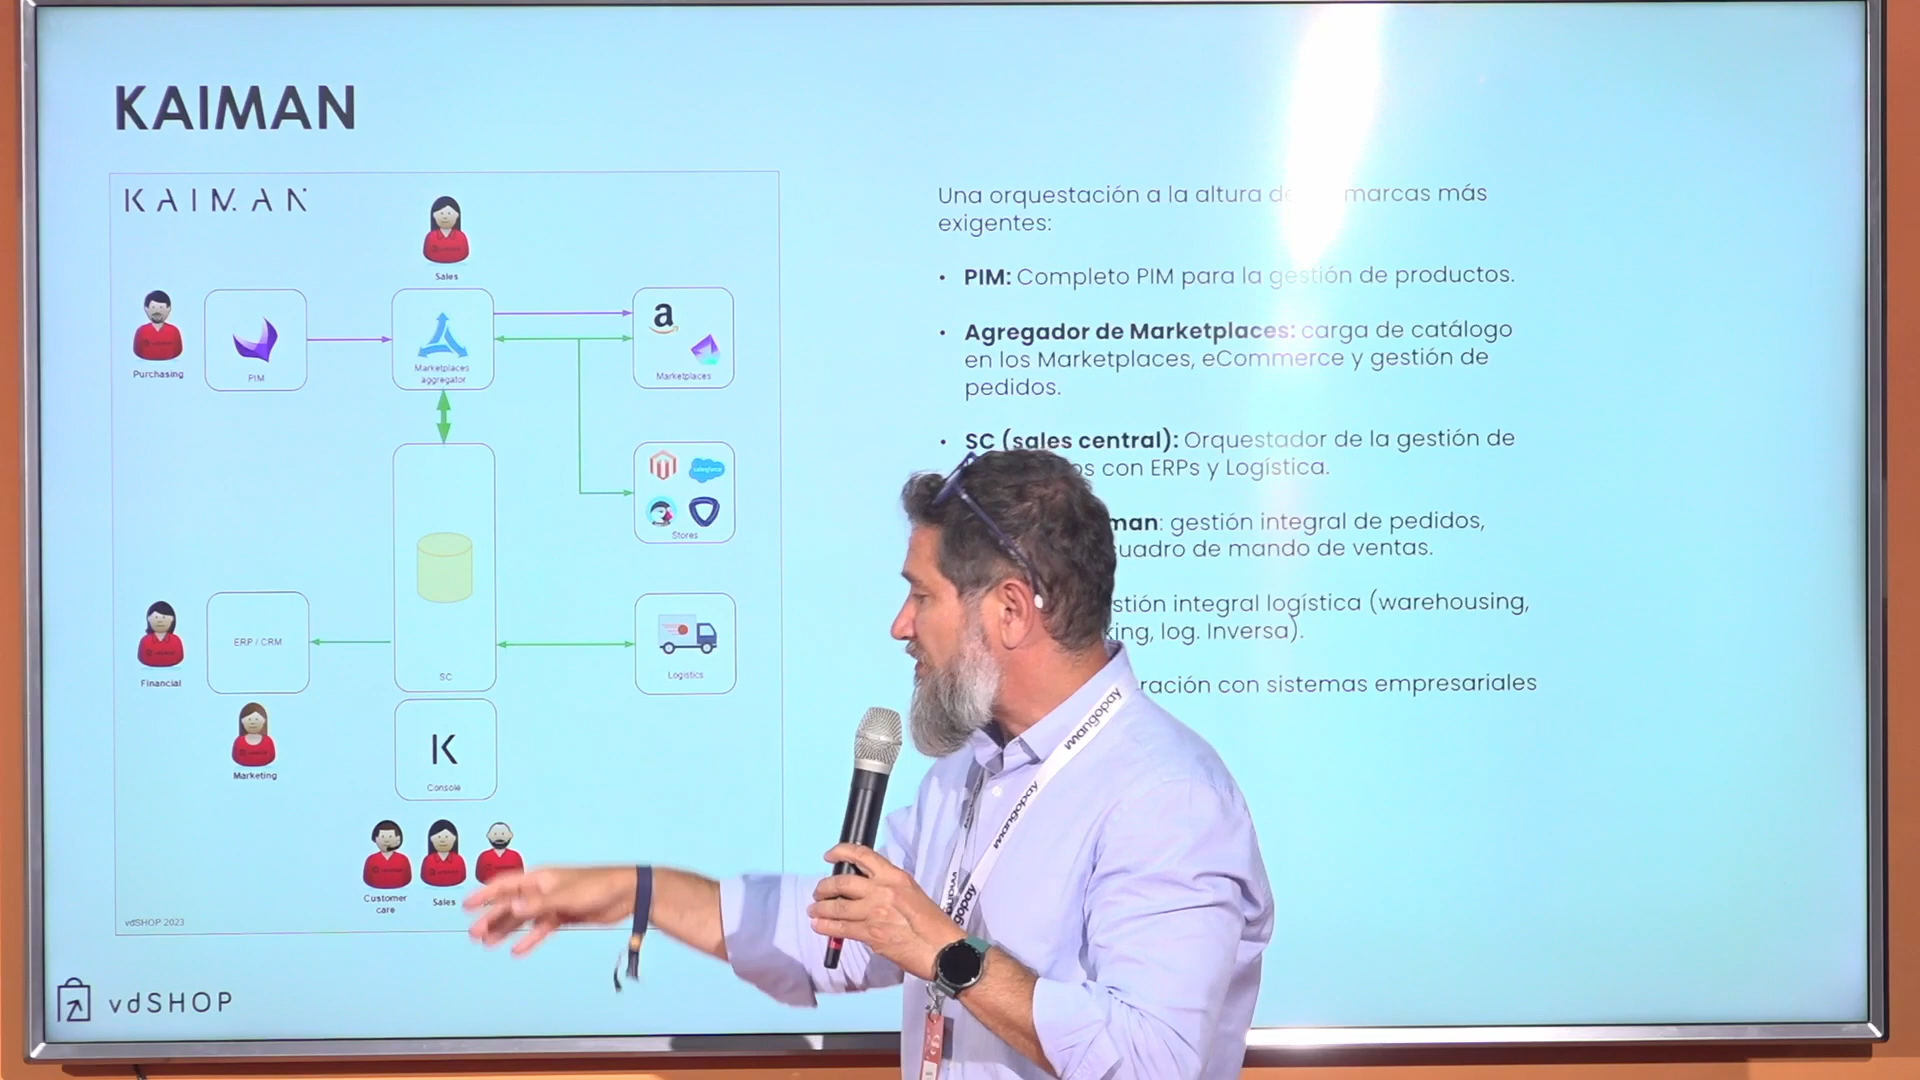 KAIMAN
KAIMAN
Sales
Purchasing
PIM
Marketplaces
aggregator
a
Marketplaces
salesforce
Stores
Financial
ERP / CRM
SC
Logistics
Marketing
K
Console
Customer
care
Sales
vdSHOP 2023
vdSHOP
Una orquestación a la altura de marcas más
exigentes:
• PIM: Completo PIM para la gestión de productos.
• Agregador de Marketplaces: carga de catálogo
en los Marketplaces, eCommerce y gestión de
pedidos.
• SC (sales central): Orquestador de la gestión de
con ERPs y Logística.
gestión integral de pedidos,
de mando de ventas.
integral logística (warehousing,
log. Inversa).
con sistemas empresariales
mangopay
mangopay